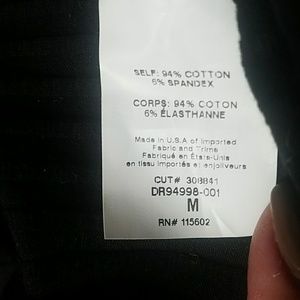 SELF: 94% COTTON
6% SPANDEX
CORPS: 94% COTON
6% ÉLASTHANNE
Made in U.S.A of Imported
Fabric and Trims
Fabriqué en États-Unis
en tissu importés et enjoliveurs
CUT# 308841
DR94998-001
M
RN# 115602